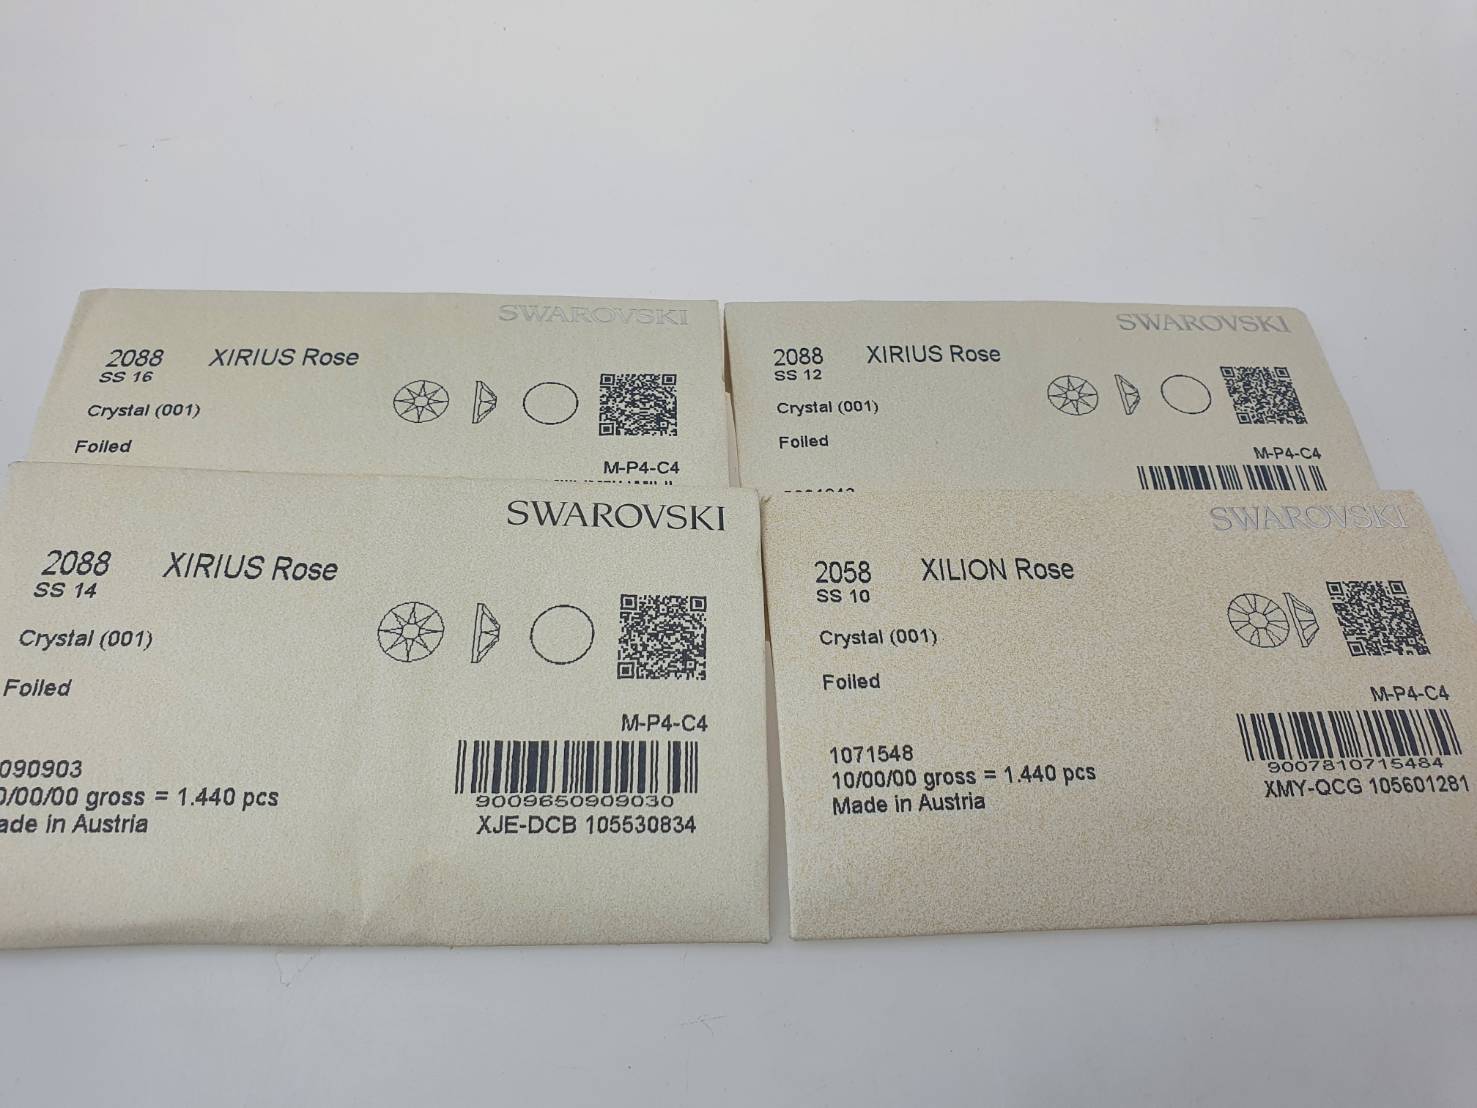 SWAROVSKI
2088 XIRIUS Rose
SS 16
Crystal (001)
Foiled
M-P4-C4
SWAROVSKI
2088 XIRIUS Rose
SS 12
Crystal (001)
Foiled
M-P4-C4
SWAROVSKI
2088 XIRIUS Rose
SS 14
Crystal (001)
Foiled
M-P4-C4
090903
0/00/00 gross = 1.440 pcs
ade in Austria
9009650909030
XJE-DCB 105530834
SWAROVSKI
2058 XILION Rose
SS 10
Crystal (001)
Foiled
M-P4-C4
1071548
10/00/00 gross = 1.440 pcs
Made in Austria
9007810715484
XMY-QCG 105601281